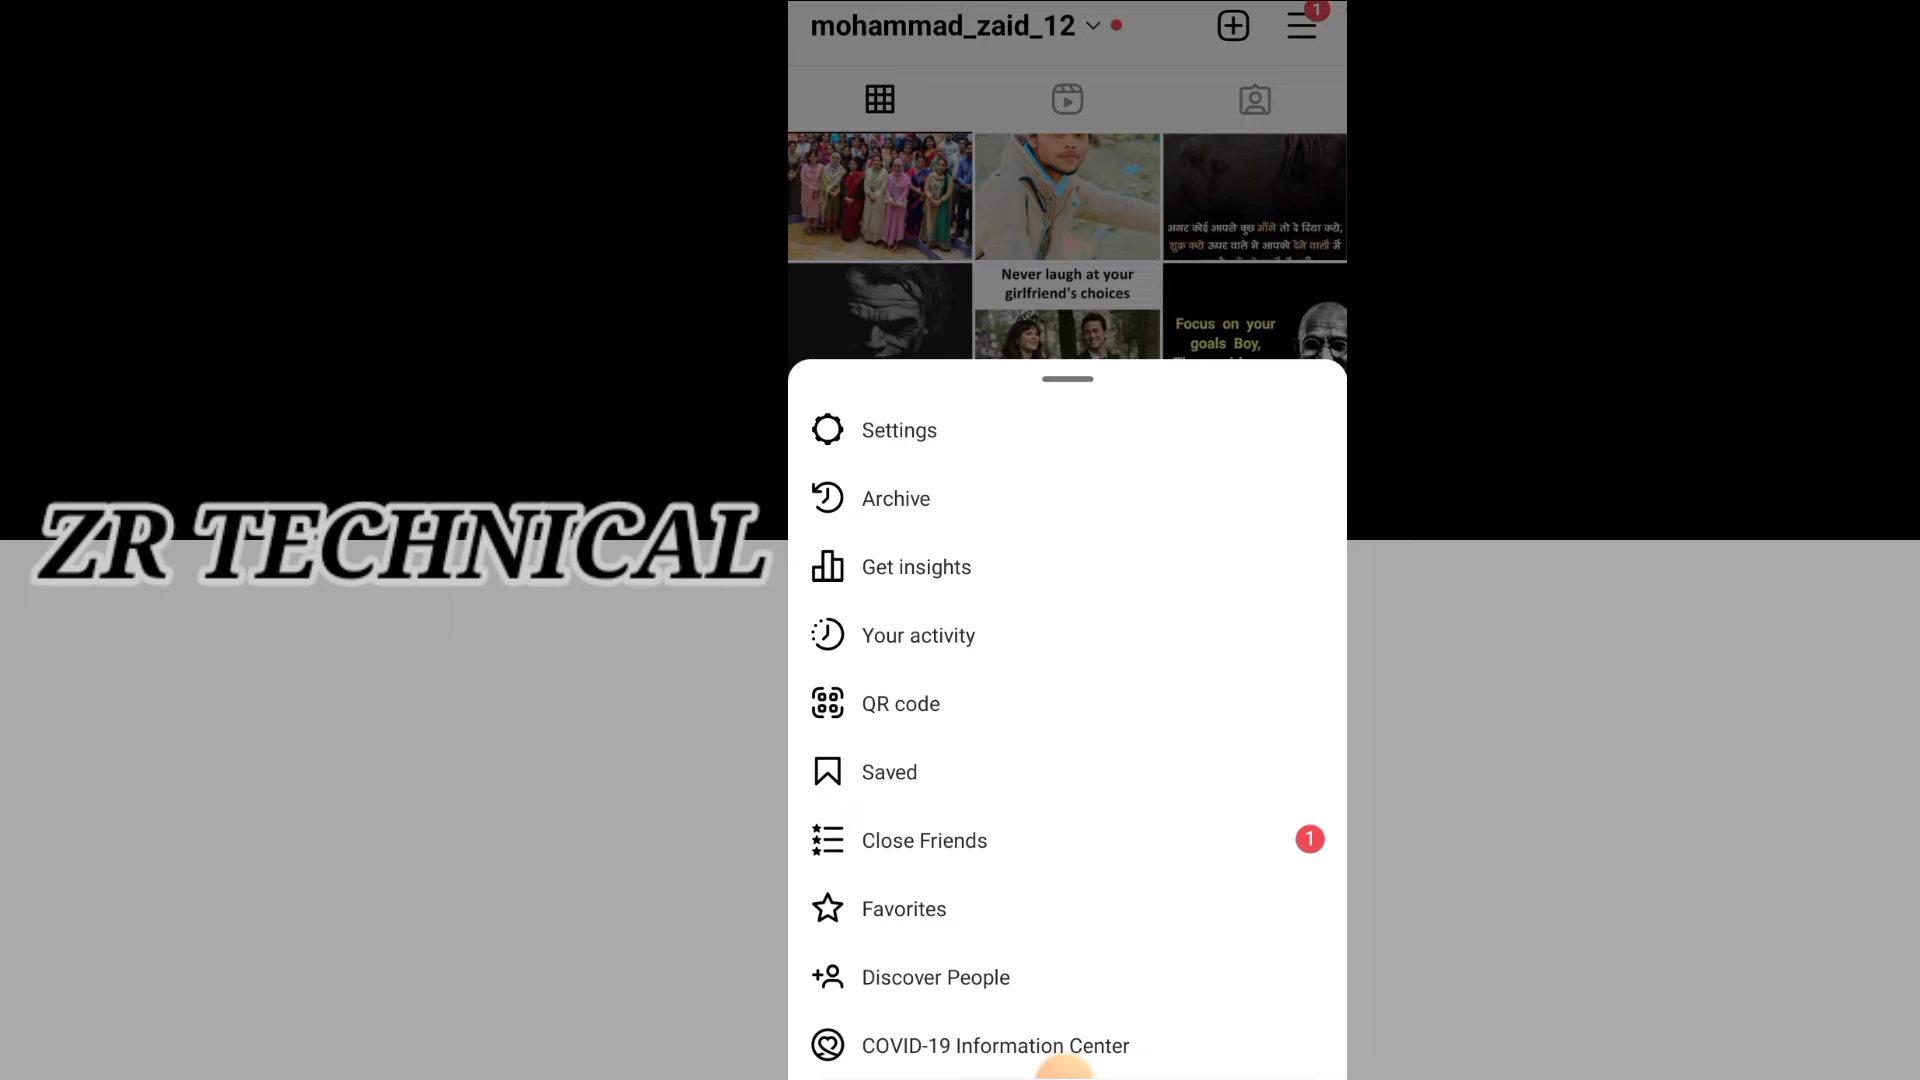 mohammad_zaid_12
1
अगर कोई आपसे कुछ माँगे तो दे दिया करो,
शुक्र करो ऊपर वाले ने आपको देने वालों में
Never laugh at your
girlfriend's choices
Focus on your
goals Boy,
Settings
Archive
Get insights
Your activity
QR code
Saved
Close Friends
1
Favorites
Discover People
COVID-19 Information Center
ZR TECHNICAL